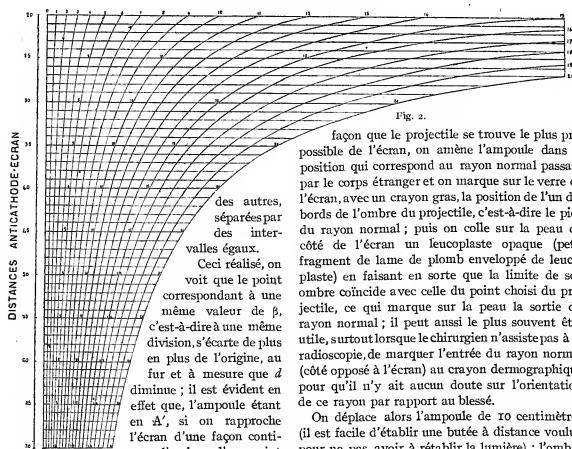 DISTANCES ANTICATHODE-ECRAN
Fig. 2.
des autres,
séparées par
des inter-
valles égaux.
Ceci réalisé, on
voit que le point
correspondant à une
même valeur de β,
c'est-à-dire à une même
division, s'écarte de plus
en plus de l'origine, au
fur et à mesure que d
diminue ; il est évident en
effet que, l'ampoule étant
en A′, si on rapproche
l'écran d'une façon conti-
façon que le projectile se trouve le plus pr
possible de l'écran, on amène l'ampoule dans
position qui correspond au rayon normal passa
par le corps étranger et on marque sur le verre
l'écran, avec un crayon gras, la position de l'un d
bords de l'ombre du projectile, c'est-à-dire le pi
du rayon normal ; puis on colle sur la peau
côté de l'écran un leucoplaste opaque (pet
fragment de lame de plomb enveloppé de leuc
plaste) en faisant en sorte que la limite de s
ombre coïncide avec celle du point choisi du pr
jectile, ce qui marque sur la peau la sortie d
rayon normal ; il peut aussi le plus souvent êt
utile, surtout lorsque le chirurgien n'assiste pas à
radioscopie, de marquer l'entrée du rayon norm
(côté opposé à l'écran) au crayon dermographiqu
pour qu'il n'y ait aucun doute sur l'orientatio
de ce rayon par rapport au blessé.
On déplace alors l'ampoule de 10 centimètr
(il est facile d'établir une butée à distance voulu
pour ne pas avoir à rétablir la lumière) ; l'omb